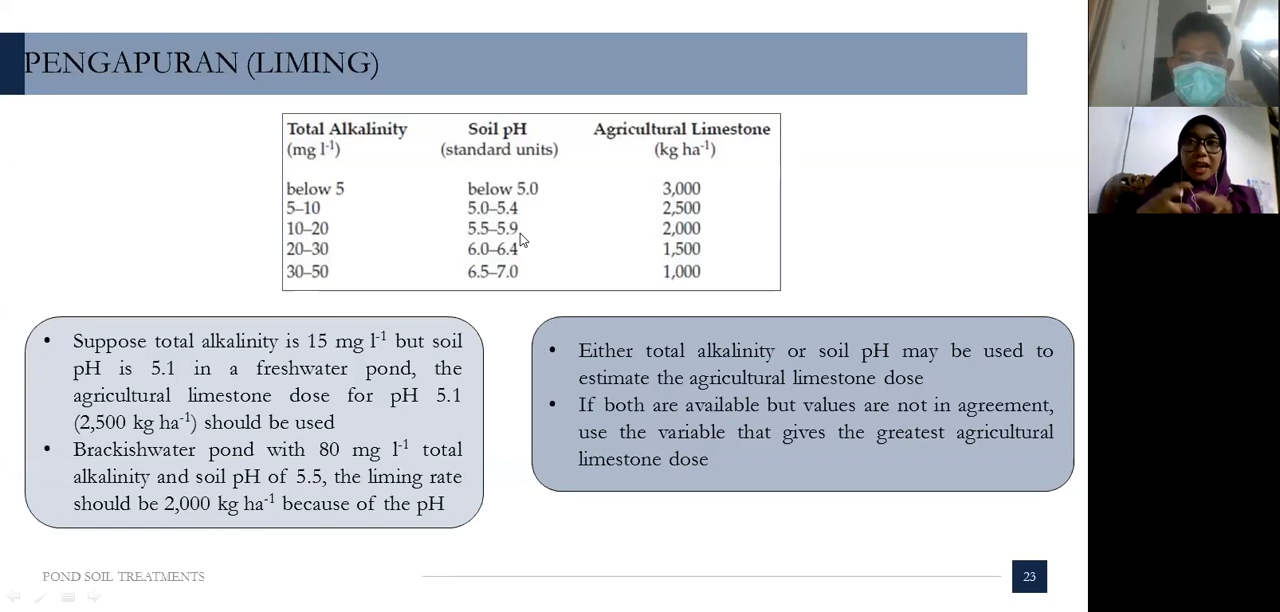 PENGAPURAN (LIMING)
Total Alkalinity Soil pH Agricultural Limestone
(mg l⁻¹) (standard units) (kg ha⁻¹)
below 5 below 5.0 3,000
5–10 5.0–5.4 2,500
10–20 5.5–5.9 2,000
20–30 6.0–6.4 1,500
30–50 6.5–7.0 1,000
• Suppose total alkalinity is 15 mg l⁻¹ but soil
pH is 5.1 in a freshwater pond, the
agricultural limestone dose for pH 5.1
(2,500 kg ha⁻¹) should be used
• Brackishwater pond with 80 mg l⁻¹ total
alkalinity and soil pH of 5.5, the liming rate
should be 2,000 kg ha⁻¹ because of the pH
• Either total alkalinity or soil pH may be used to
estimate the agricultural limestone dose
• If both are available but values are not in agreement,
use the variable that gives the greatest agricultural
limestone dose
POND SOIL TREATMENTS
23